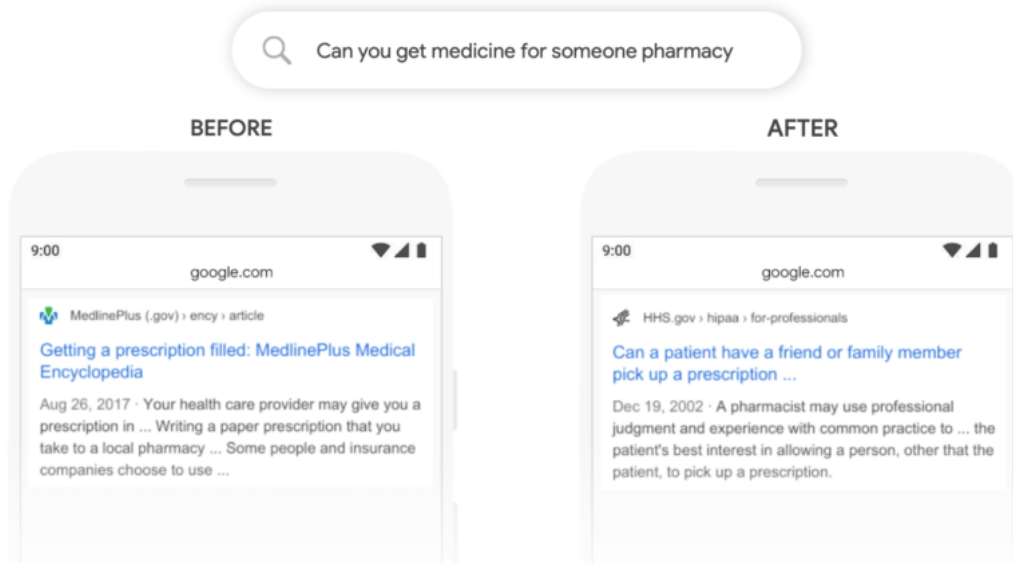 Can you get medicine for someone pharmacy
BEFORE
9:00
google.com
MedlinePlus (.gov) › ency › article
Getting a prescription filled: MedlinePlus Medical
Encyclopedia
Aug 26, 2017 · Your health care provider may give you a
prescription in ... Writing a paper prescription that you
take to a local pharmacy ... Some people and insurance
companies choose to use ...
AFTER
9:00
google.com
HHS.gov › hipaa › for-professionals
Can a patient have a friend or family member
pick up a prescription ...
Dec 19, 2002 · A pharmacist may use professional
judgment and experience with common practice to ... the
patient's best interest in allowing a person, other that the
patient, to pick up a prescription.